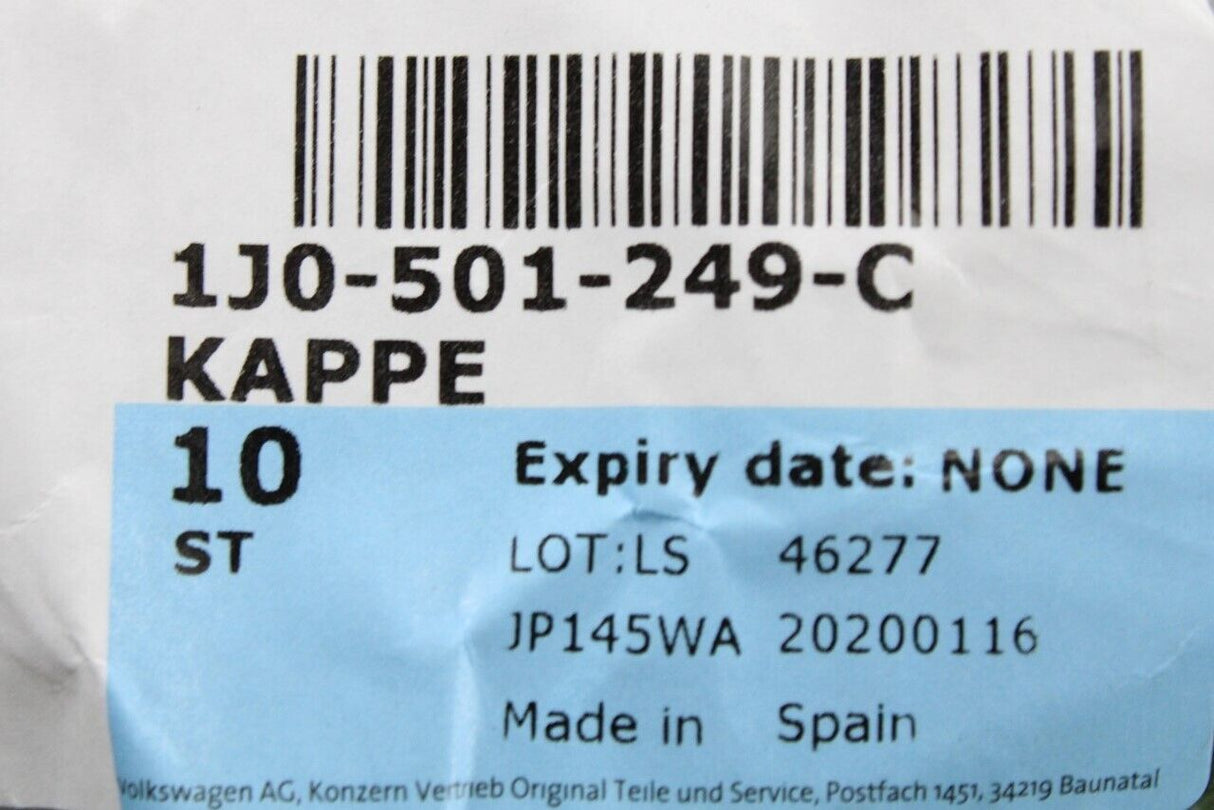 1J0-501-249-C
KAPPE
10
Expiry date: NONE
ST
LOT:LS 46277
JP145WA 20200116
Made in Spain
Volkswagen AG, Konzern Vertrieb Original Teile und Service, Postfach 1451, 34219 Baunatal